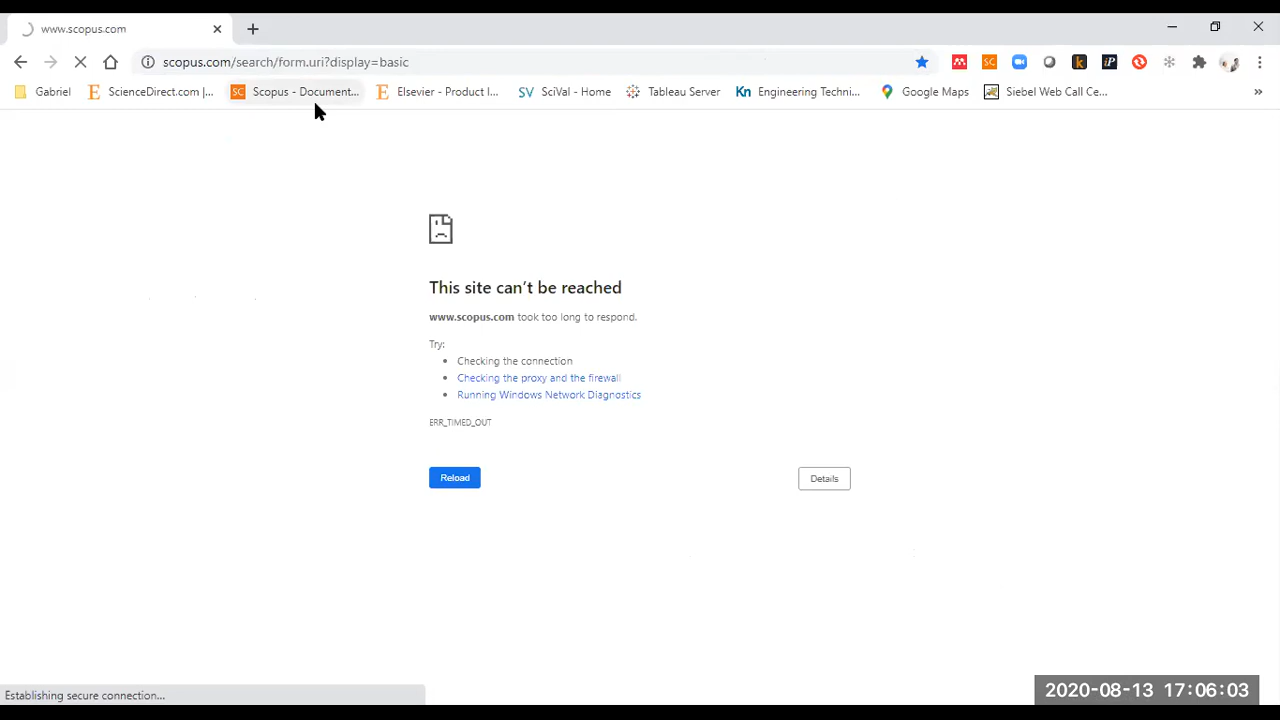 www.scopus.com
scopus.com/search/form.uri?display=basic
Gabriel
ScienceDirect.com |...
Scopus - Document...
Elsevier - Product I...
SciVal - Home
Tableau Server
Engineering Techni...
Google Maps
Siebel Web Call Ce...
This site can't be reached
www.scopus.com took too long to respond.
Try:
Checking the connection
Checking the proxy and the firewall
Running Windows Network Diagnostics
ERR_TIMED_OUT
Reload
Details
Establishing secure connection...
2020-08-13 17:06:03